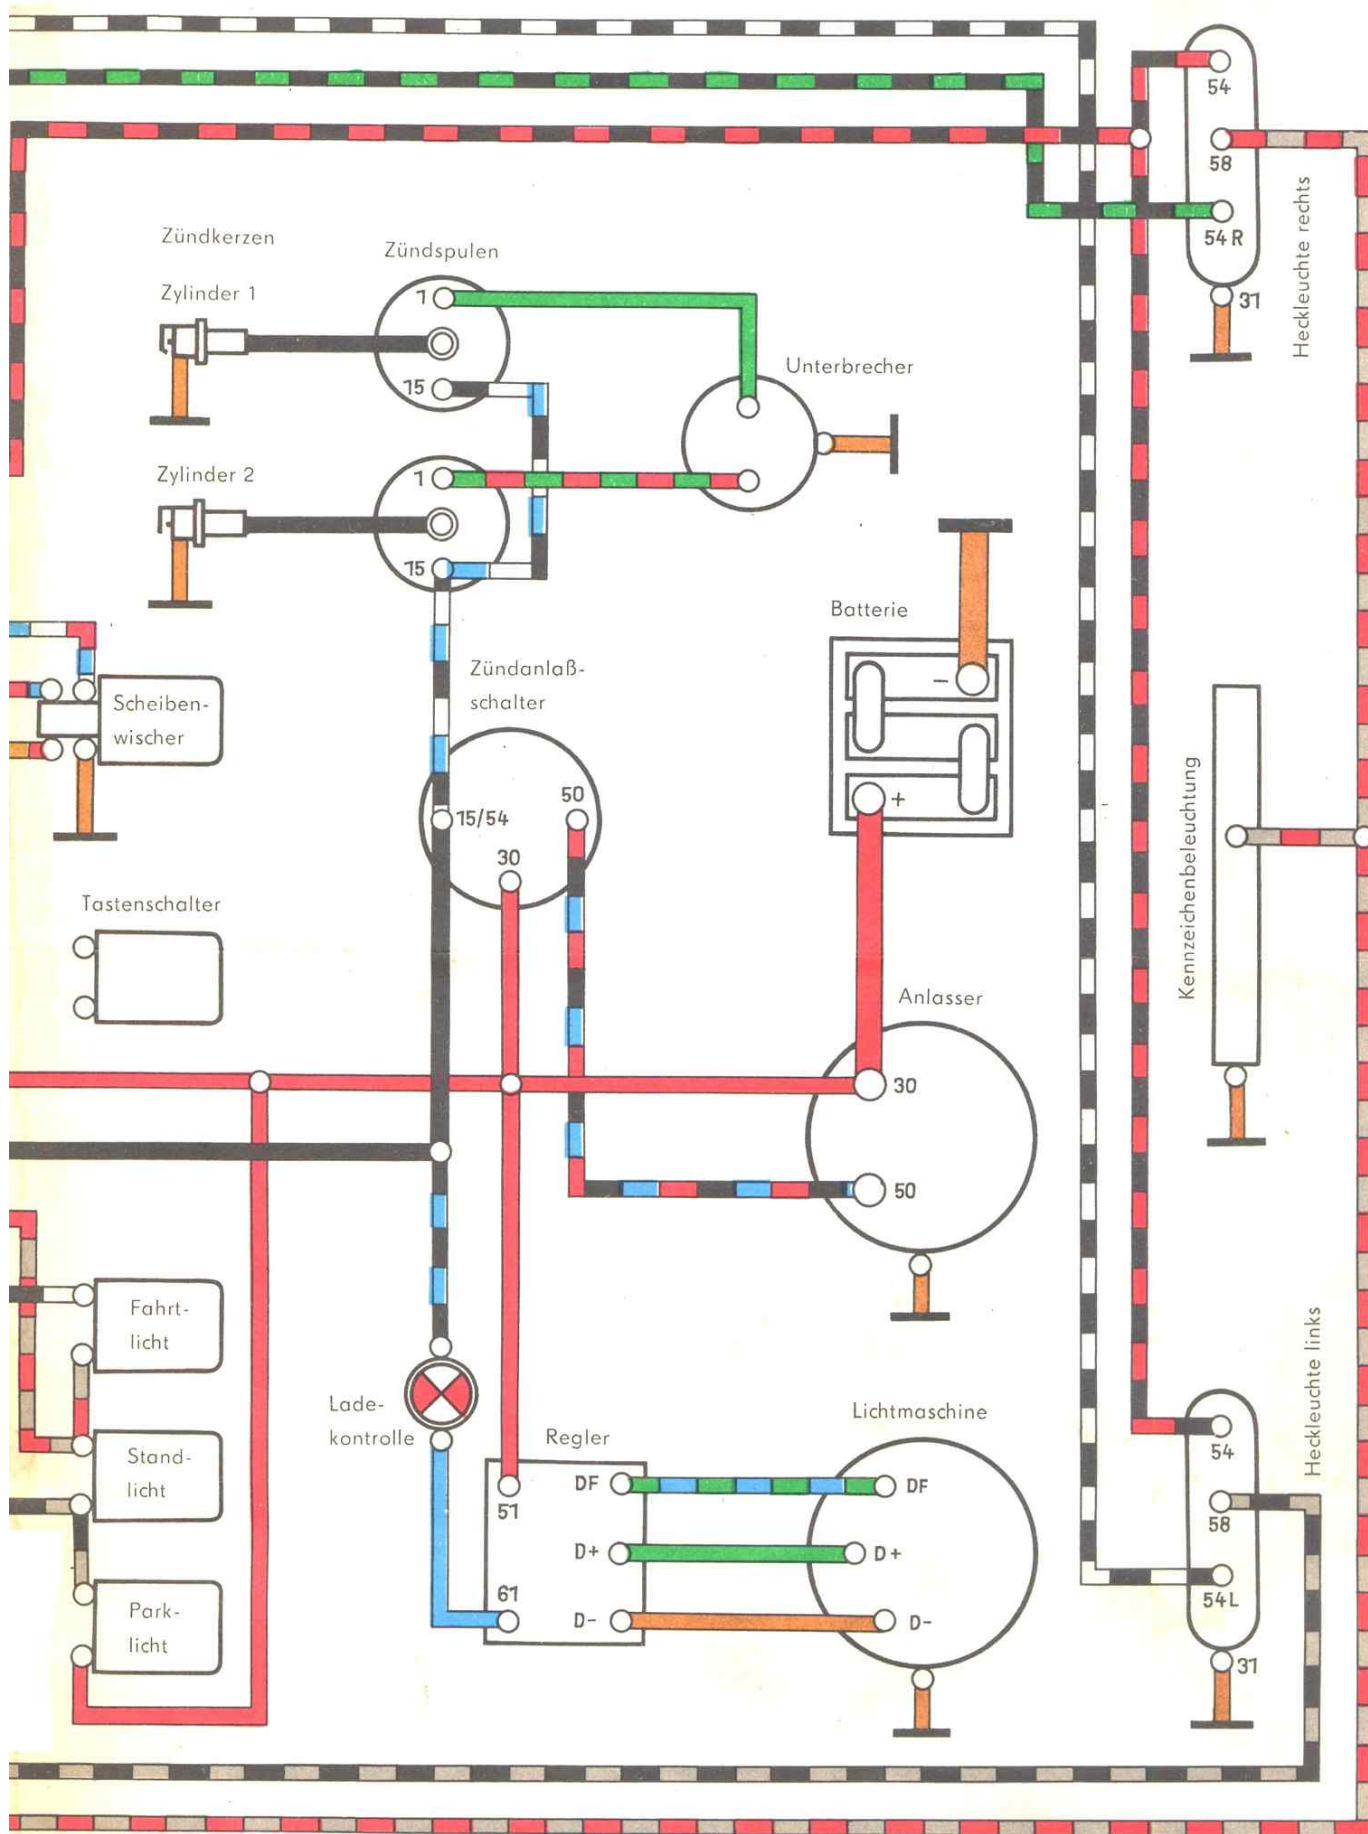 54
58
54 R
31
Heckleuchte rechts
Zündkerzen
Zündspulen
Zylinder 1
1
15
Unterbrecher
Zylinder 2
1
15
Batterie
−
+
Zündanlaß-
schalter
15/54
50
30
Scheiben-
wischer
Tastenschalter
Kennzeichenbeleuchtung
Anlasser
30
50
Fahrt-
licht
Stand-
licht
Park-
licht
Lade-
kontrolle
Regler
51
61
DF
D+
D-
Lichtmaschine
DF
D+
D-
Heckleuchte links
54
58
54L
31